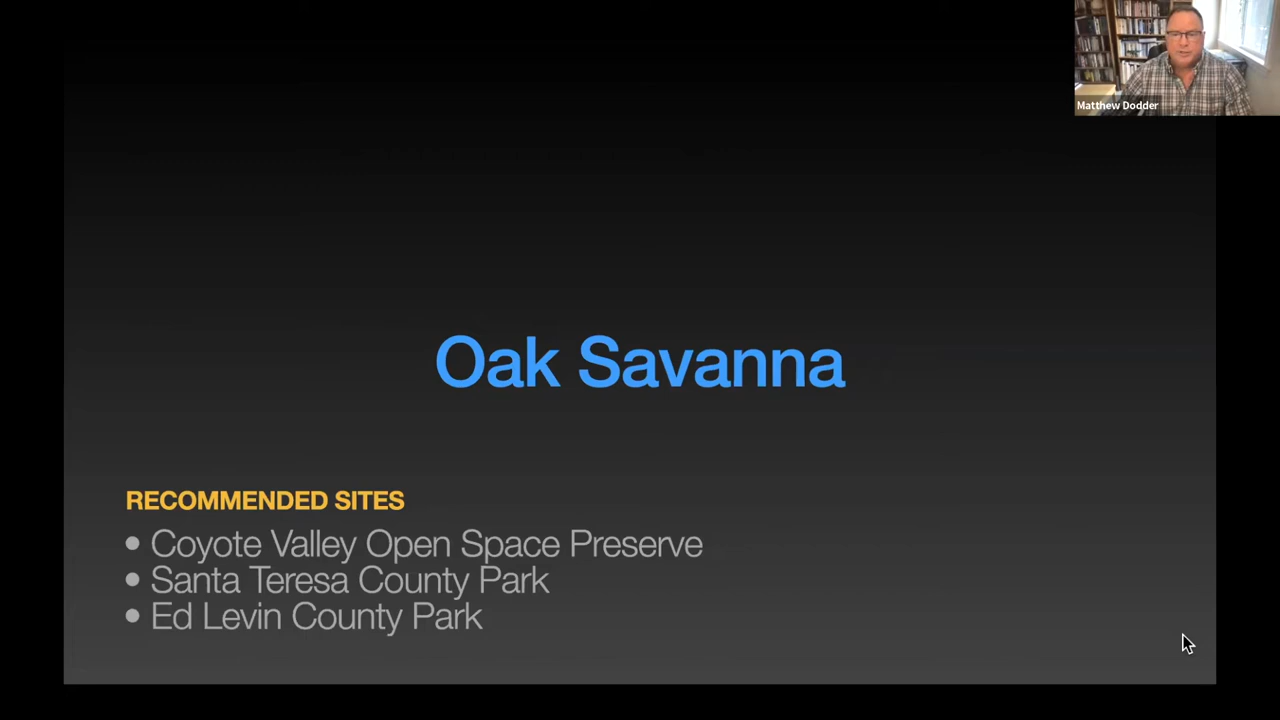 Matthew Dodder
Oak Savanna
RECOMMENDED SITES
• Coyote Valley Open Space Preserve
• Santa Teresa County Park
• Ed Levin County Park